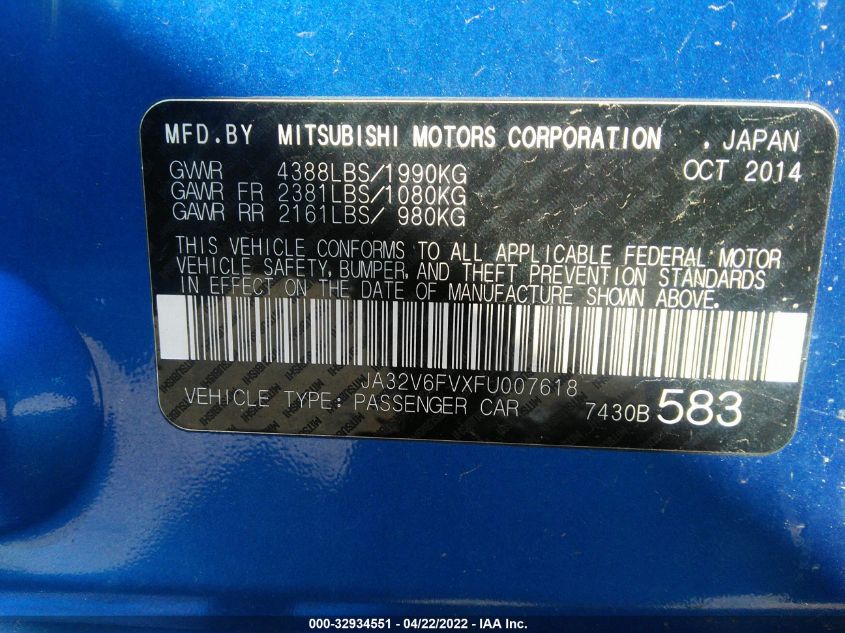 MFD.BY MITSUBISHI MOTORS CORPORATION . JAPAN
GVWR 4388LBS/1990KG OCT 2014
GAWR FR 2381LBS/1080KG
GAWR RR 2161LBS/ 980KG
THIS VEHICLE CONFORMS TO ALL APPLICABLE FEDERAL MOTOR
VEHICLE SAFETY, BUMPER, AND THEFT PREVENTION STANDARDS
IN EFFECT ON THE DATE OF MANUFACTURE SHOWN ABOVE.
JA32V6FVXFU007618
VEHICLE TYPE: PASSENGER CAR 7430B 583
000-32934551 - 04/22/2022 - IAA Inc.